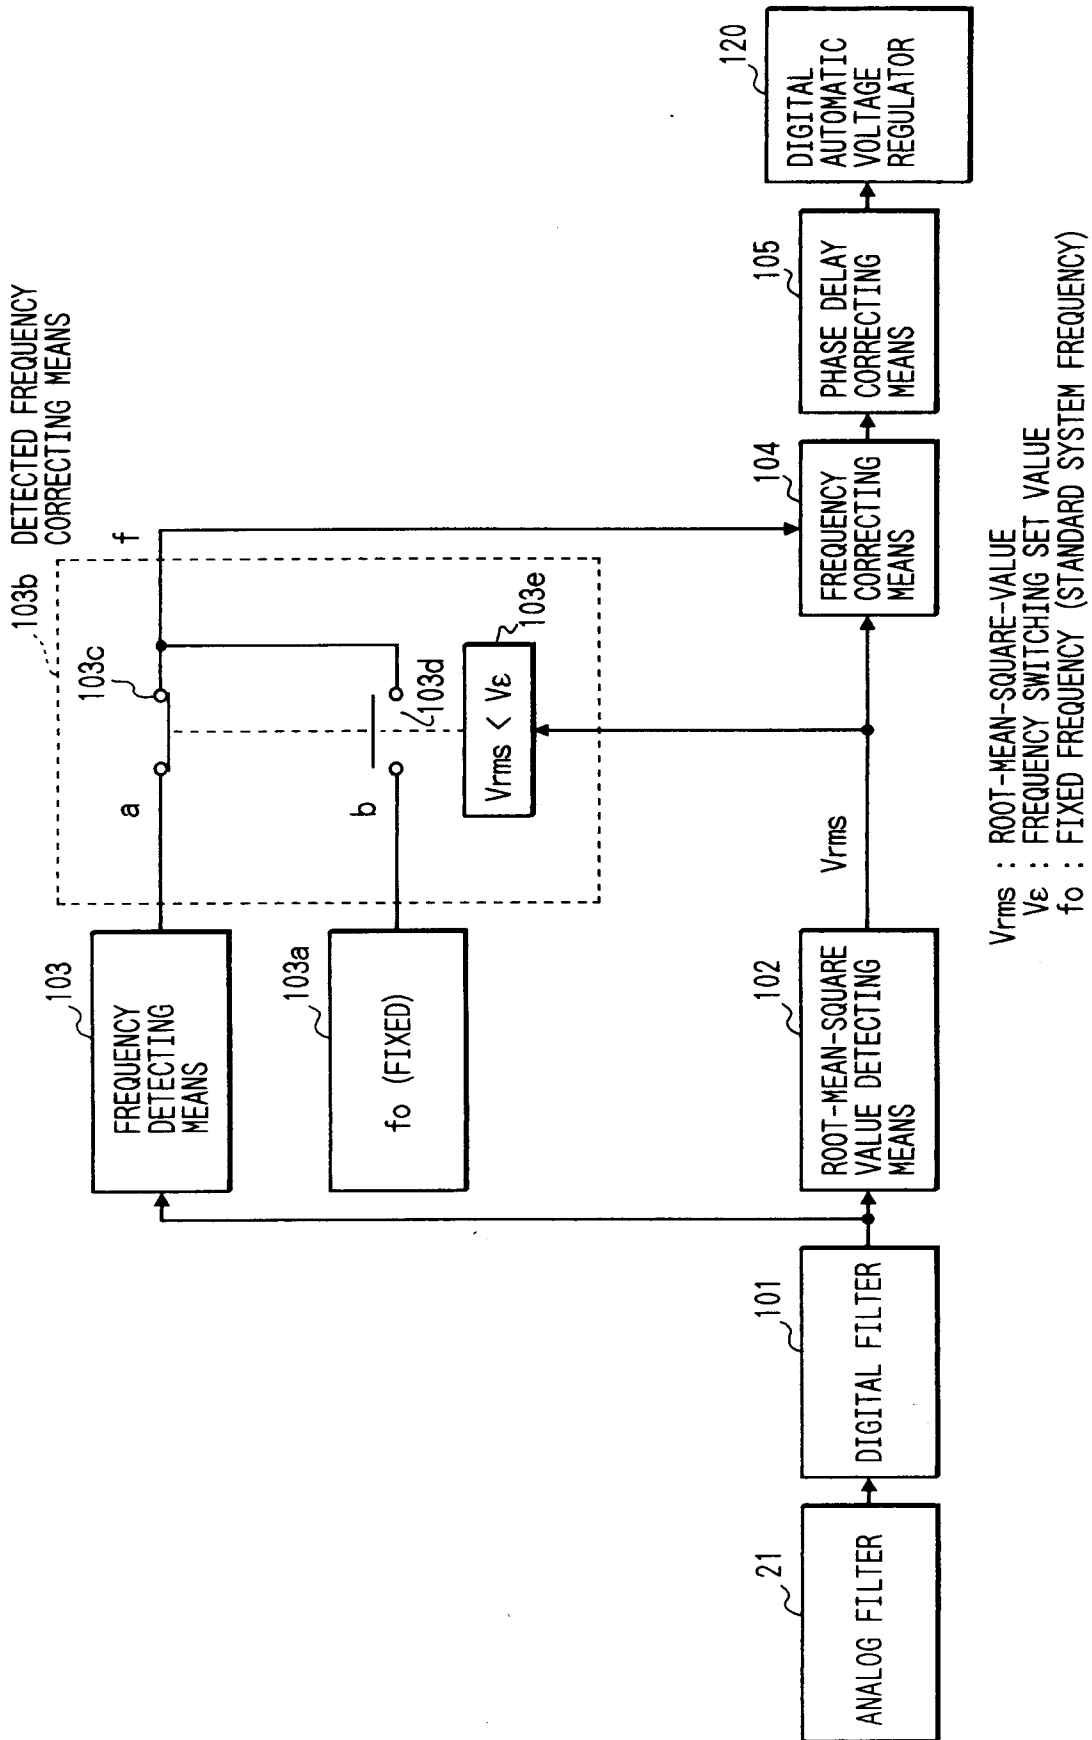 DETECTED FREQUENCY
CORRECTING MEANS
103b
f
103
FREQUENCY
DETECTING
MEANS
a
103c
103a
fo (FIXED)
b
103d
Vrms < Vε
103e
21
ANALOG FILTER
101
DIGITAL FILTER
102
ROOT-MEAN-SQUARE
VALUE DETECTING
MEANS
Vrms
104
FREQUENCY
CORRECTING
MEANS
105
PHASE DELAY
CORRECTING
MEANS
120
DIGITAL
AUTOMATIC
VOLTAGE
REGULATOR
Vrms : ROOT-MEAN-SQUARE-VALUE
Vε : FREQUENCY SWITCHING SET VALUE
fo : FIXED FREQUENCY (STANDARD SYSTEM FREQUENCY)